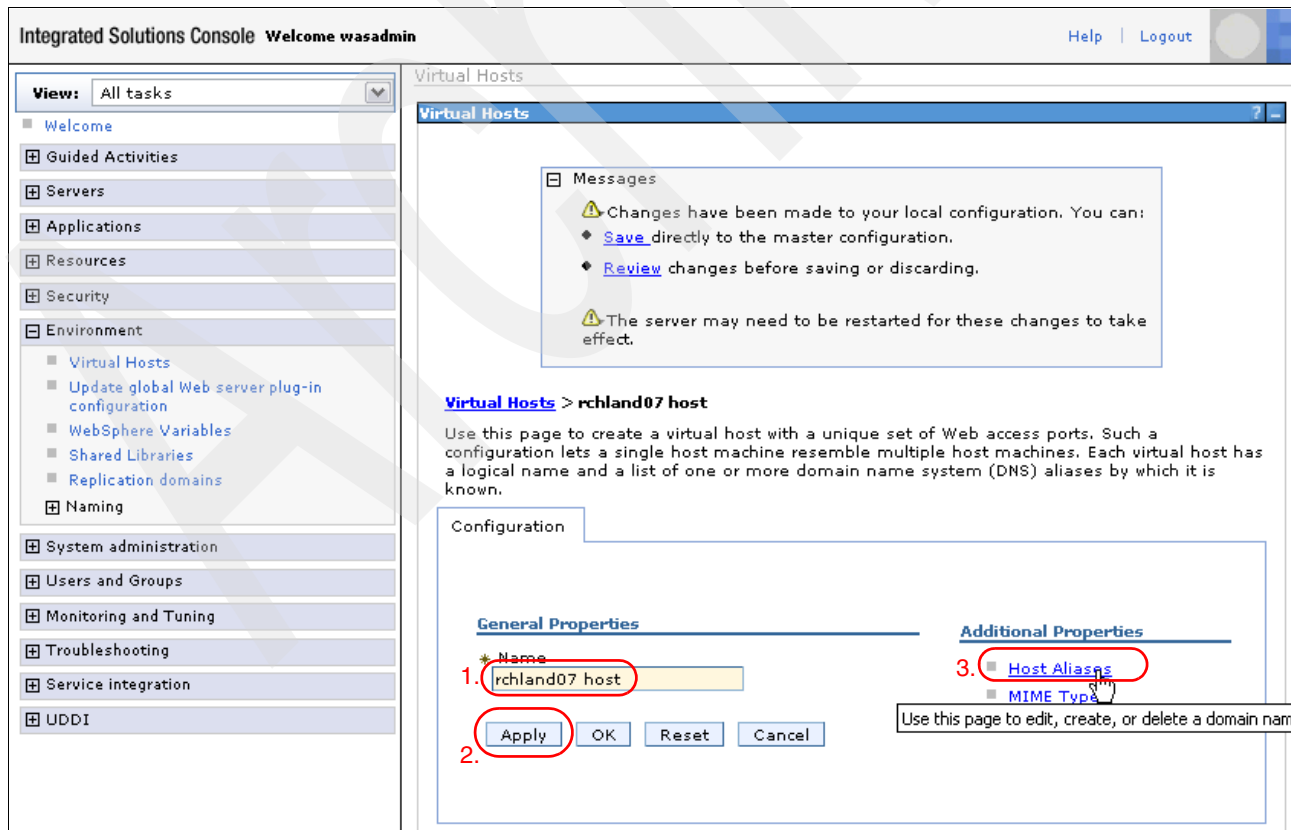 Integrated Solutions Console Welcome wasadmin
Help | Logout
View: All tasks
Welcome
Guided Activities
Servers
Applications
Resources
Security
Environment
Virtual Hosts
Update global Web server plug-in
configuration
WebSphere Variables
Shared Libraries
Replication domains
Naming
System administration
Users and Groups
Monitoring and Tuning
Troubleshooting
Service integration
UDDI
Virtual Hosts
Virtual Hosts ? –
Messages
Changes have been made to your local configuration. You can:
Save directly to the master configuration.
Review changes before saving or discarding.
The server may need to be restarted for these changes to take
effect.
Virtual Hosts > rchland07 host
Use this page to create a virtual host with a unique set of Web access ports. Such a
configuration lets a single host machine resemble multiple host machines. Each virtual host has
a logical name and a list of one or more domain name system (DNS) aliases by which it is
known.
Configuration
General Properties
* Name
1. rchland07 host
2. Apply OK Reset Cancel
Additional Properties
3. Host Aliases
MIME Type
Use this page to edit, create, or delete a domain nam